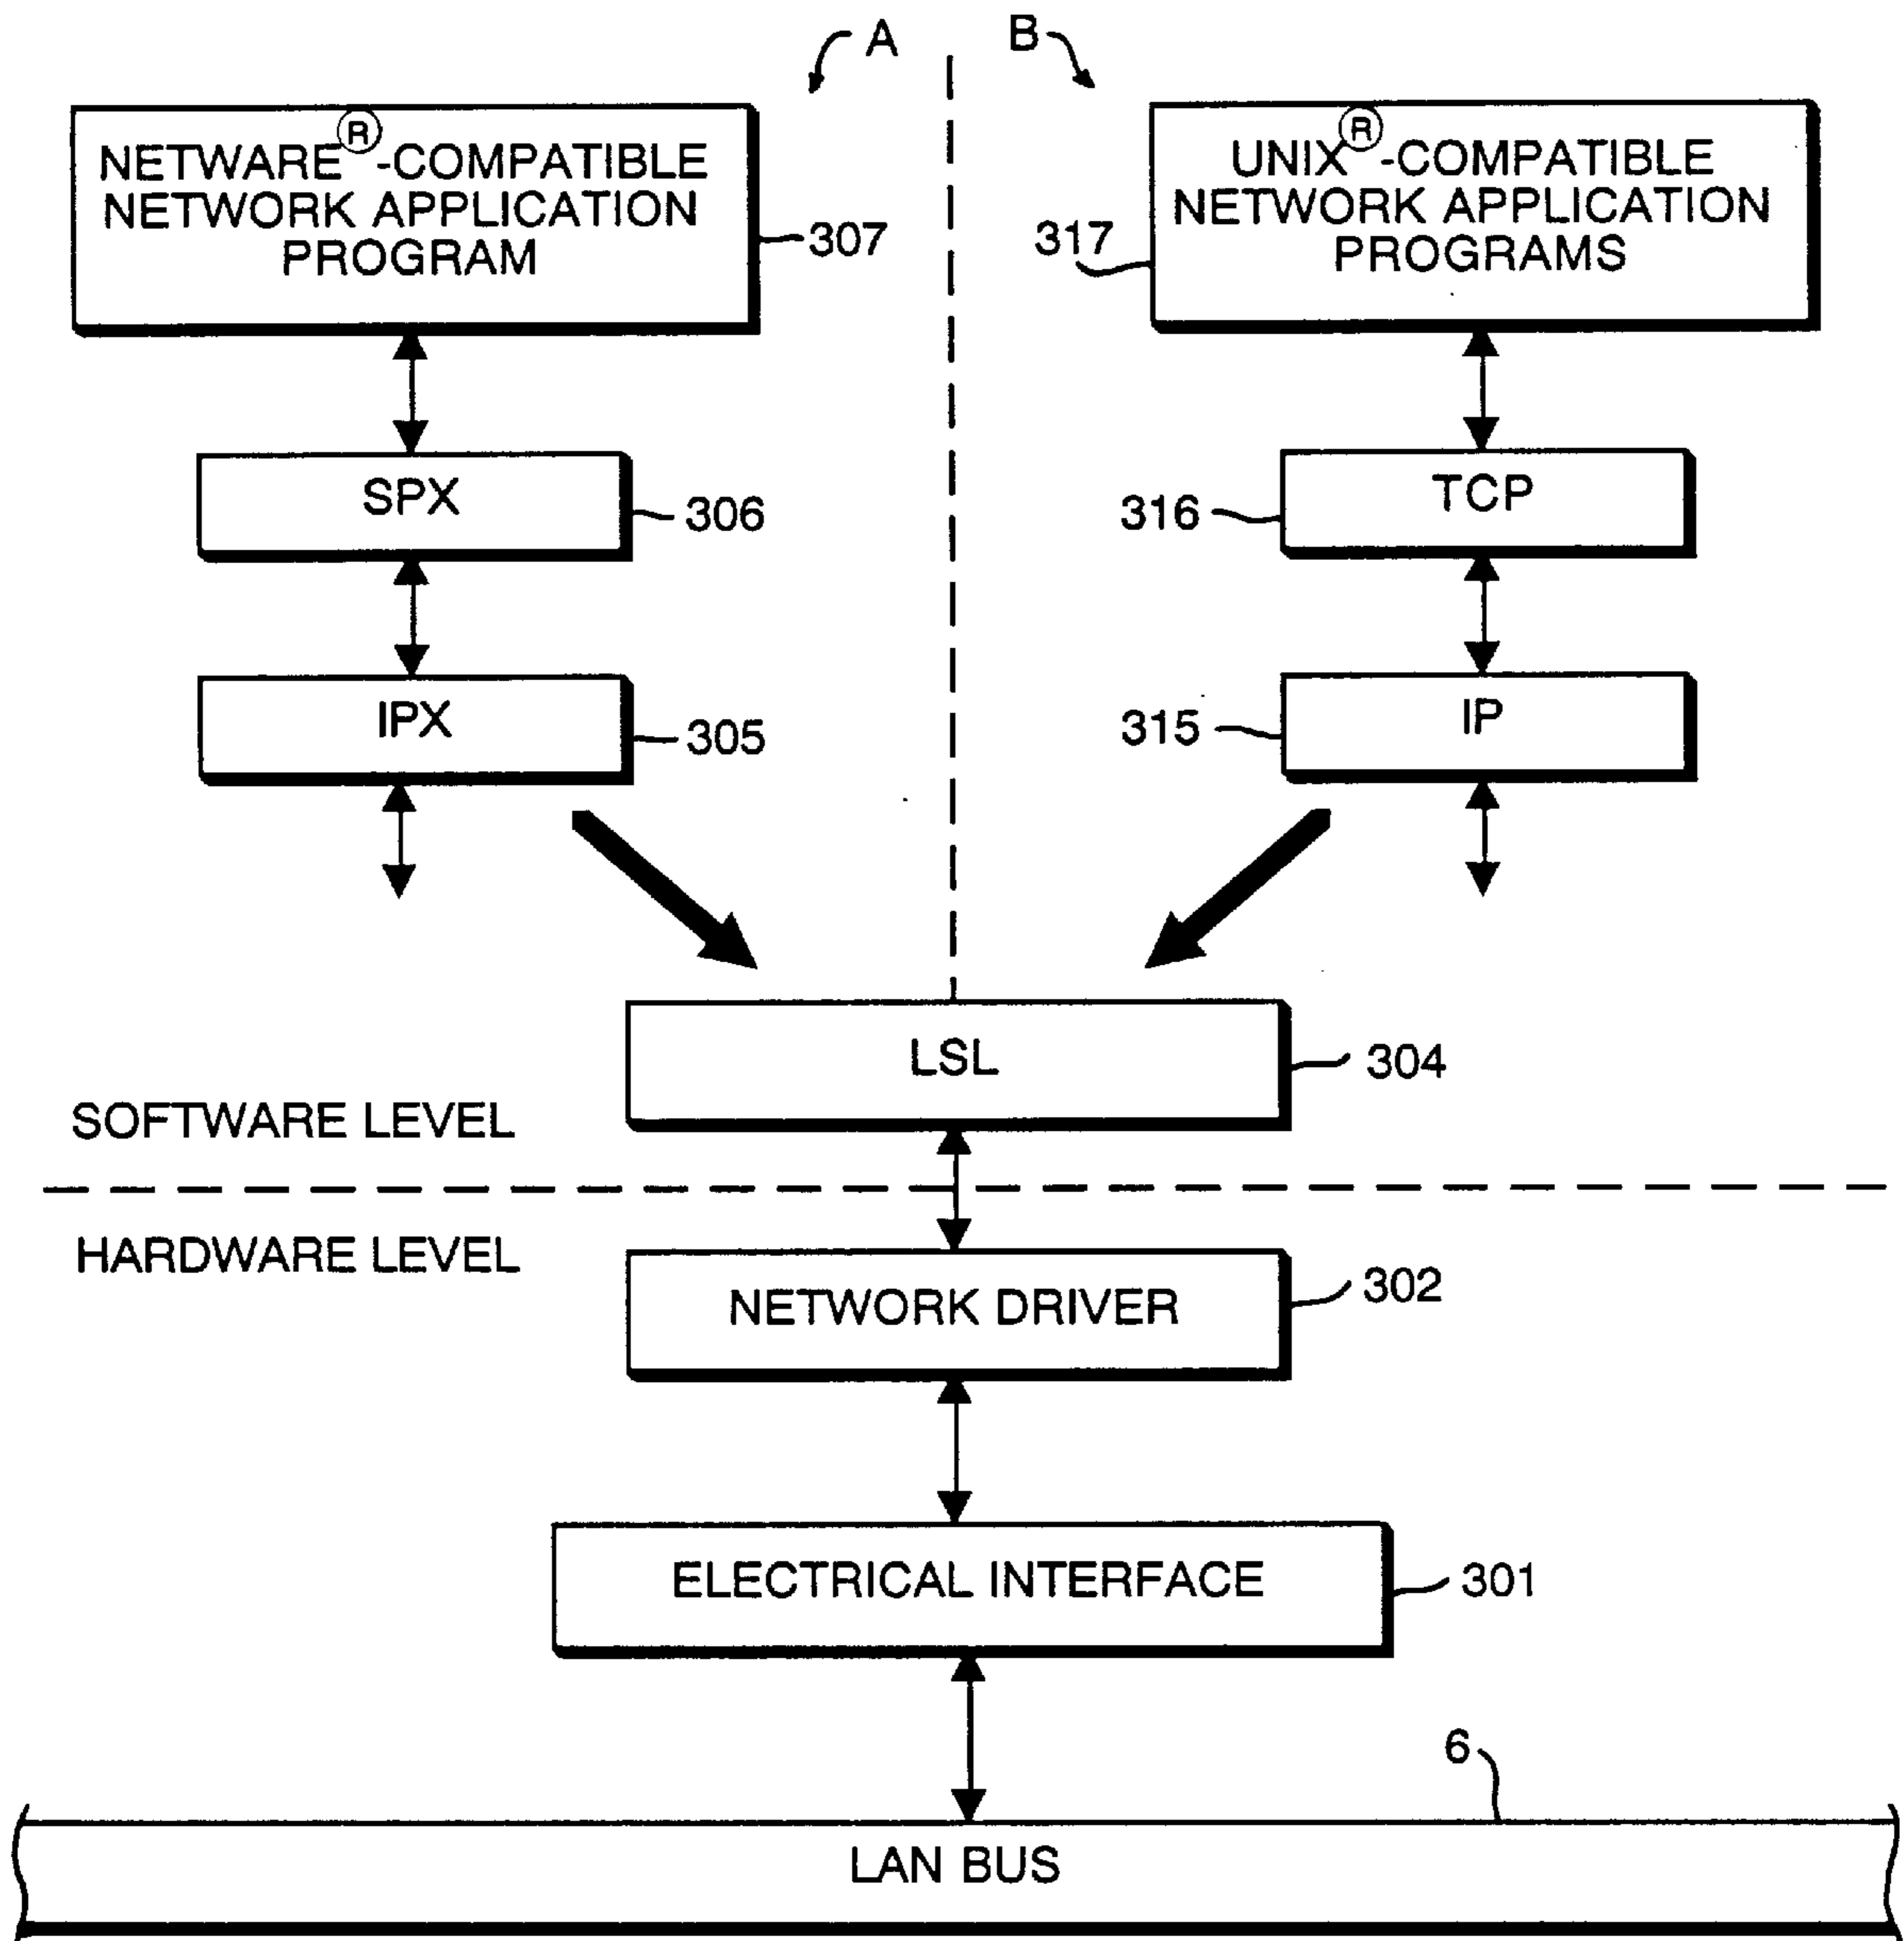 A
B
NETWARE®-COMPATIBLE
NETWORK APPLICATION
PROGRAM
307
UNIX®-COMPATIBLE
NETWORK APPLICATION
PROGRAMS
317
SPX
306
TCP
316
IPX
305
IP
315
LSL
304
SOFTWARE LEVEL
HARDWARE LEVEL
NETWORK DRIVER
302
ELECTRICAL INTERFACE
301
6
LAN BUS